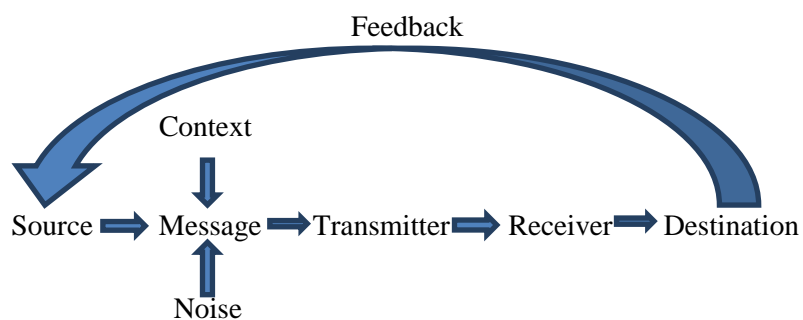 Feedback
Context
Source Message Transmitter Receiver Destination
Noise